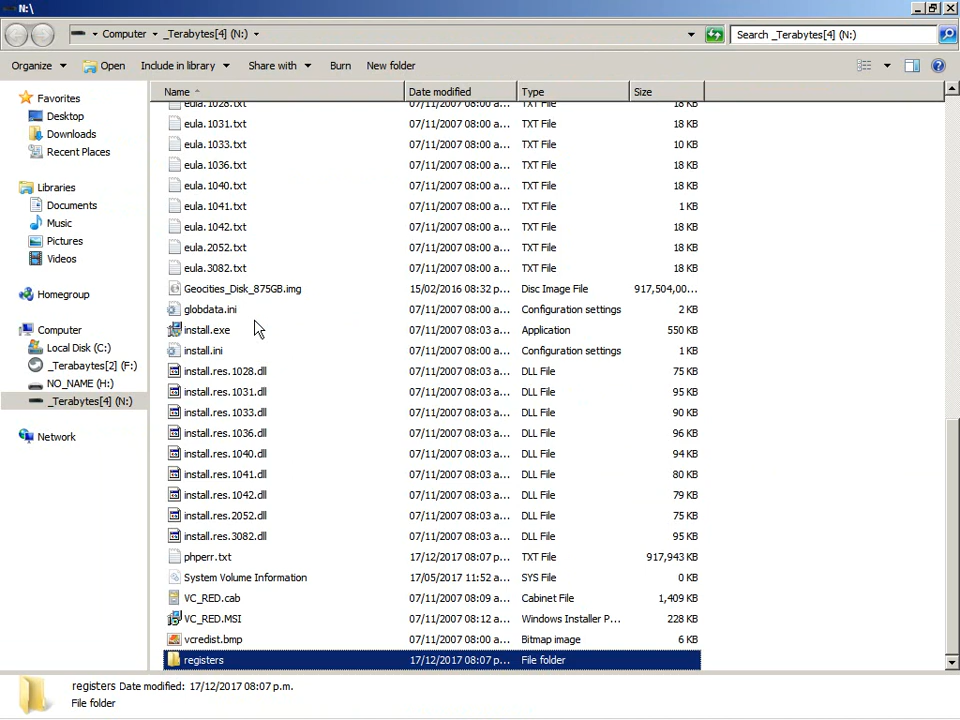 N:\
Computer _Terabytes[4] (N:) Search _Terabytes[4] (N:)
Organize Open Include in library Share with Burn New folder
Name Date modified Type Size
Favorites
Desktop
Downloads
Recent Places
Libraries
Documents
Music
Pictures
Videos
Homegroup
Computer
Local Disk (C:)
_Terabaytes[2] (F:)
NO_NAME (H:)
_Terabytes[4] (N:)
Network
eula.1028.txt 07/11/2007 08:00 a... TXT File 18 KB
eula.1031.txt 07/11/2007 08:00 a... TXT File 18 KB
eula.1033.txt 07/11/2007 08:00 a... TXT File 10 KB
eula.1036.txt 07/11/2007 08:00 a... TXT File 18 KB
eula.1040.txt 07/11/2007 08:00 a... TXT File 18 KB
eula.1041.txt 07/11/2007 08:00 a... TXT File 1 KB
eula.1042.txt 07/11/2007 08:00 a... TXT File 18 KB
eula.2052.txt 07/11/2007 08:00 a... TXT File 18 KB
eula.3082.txt 07/11/2007 08:00 a... TXT File 18 KB
Geocities_Disk_875GB.img 15/02/2016 08:32 p... Disc Image File 917,504,00...
globdata.ini 07/11/2007 08:00 a... Configuration settings 2 KB
install.exe 07/11/2007 08:00 a... Application 550 KB
install.ini 07/11/2007 08:00 a... Configuration settings 1 KB
install.res.1028.dll 07/11/2007 08:03 a... DLL File 75 KB
install.res.1031.dll 07/11/2007 08:03 a... DLL File 95 KB
install.res.1033.dll 07/11/2007 08:03 a... DLL File 90 KB
install.res.1036.dll 07/11/2007 08:03 a... DLL File 96 KB
install.res.1040.dll 07/11/2007 08:03 a... DLL File 94 KB
install.res.1041.dll 07/11/2007 08:03 a... DLL File 80 KB
install.res.1042.dll 07/11/2007 08:03 a... DLL File 79 KB
install.res.2052.dll 07/11/2007 08:03 a... DLL File 75 KB
install.res.3082.dll 07/11/2007 08:03 a... DLL File 95 KB
phperr.txt 17/12/2017 08:07 p... TXT File 917,943 KB
System Volume Information 17/05/2017 11:52 a... SYS File 0 KB
VC_RED.cab 07/11/2007 08:09 a... Cabinet File 1,409 KB
VC_RED.MSI 07/11/2007 08:12 a... Windows Installer P... 228 KB
vcredist.bmp 07/11/2007 08:00 a... Bitmap image 6 KB
registers 17/12/2017 08:07 p... File folder
registers Date modified: 17/12/2017 08:07 p.m.
File folder